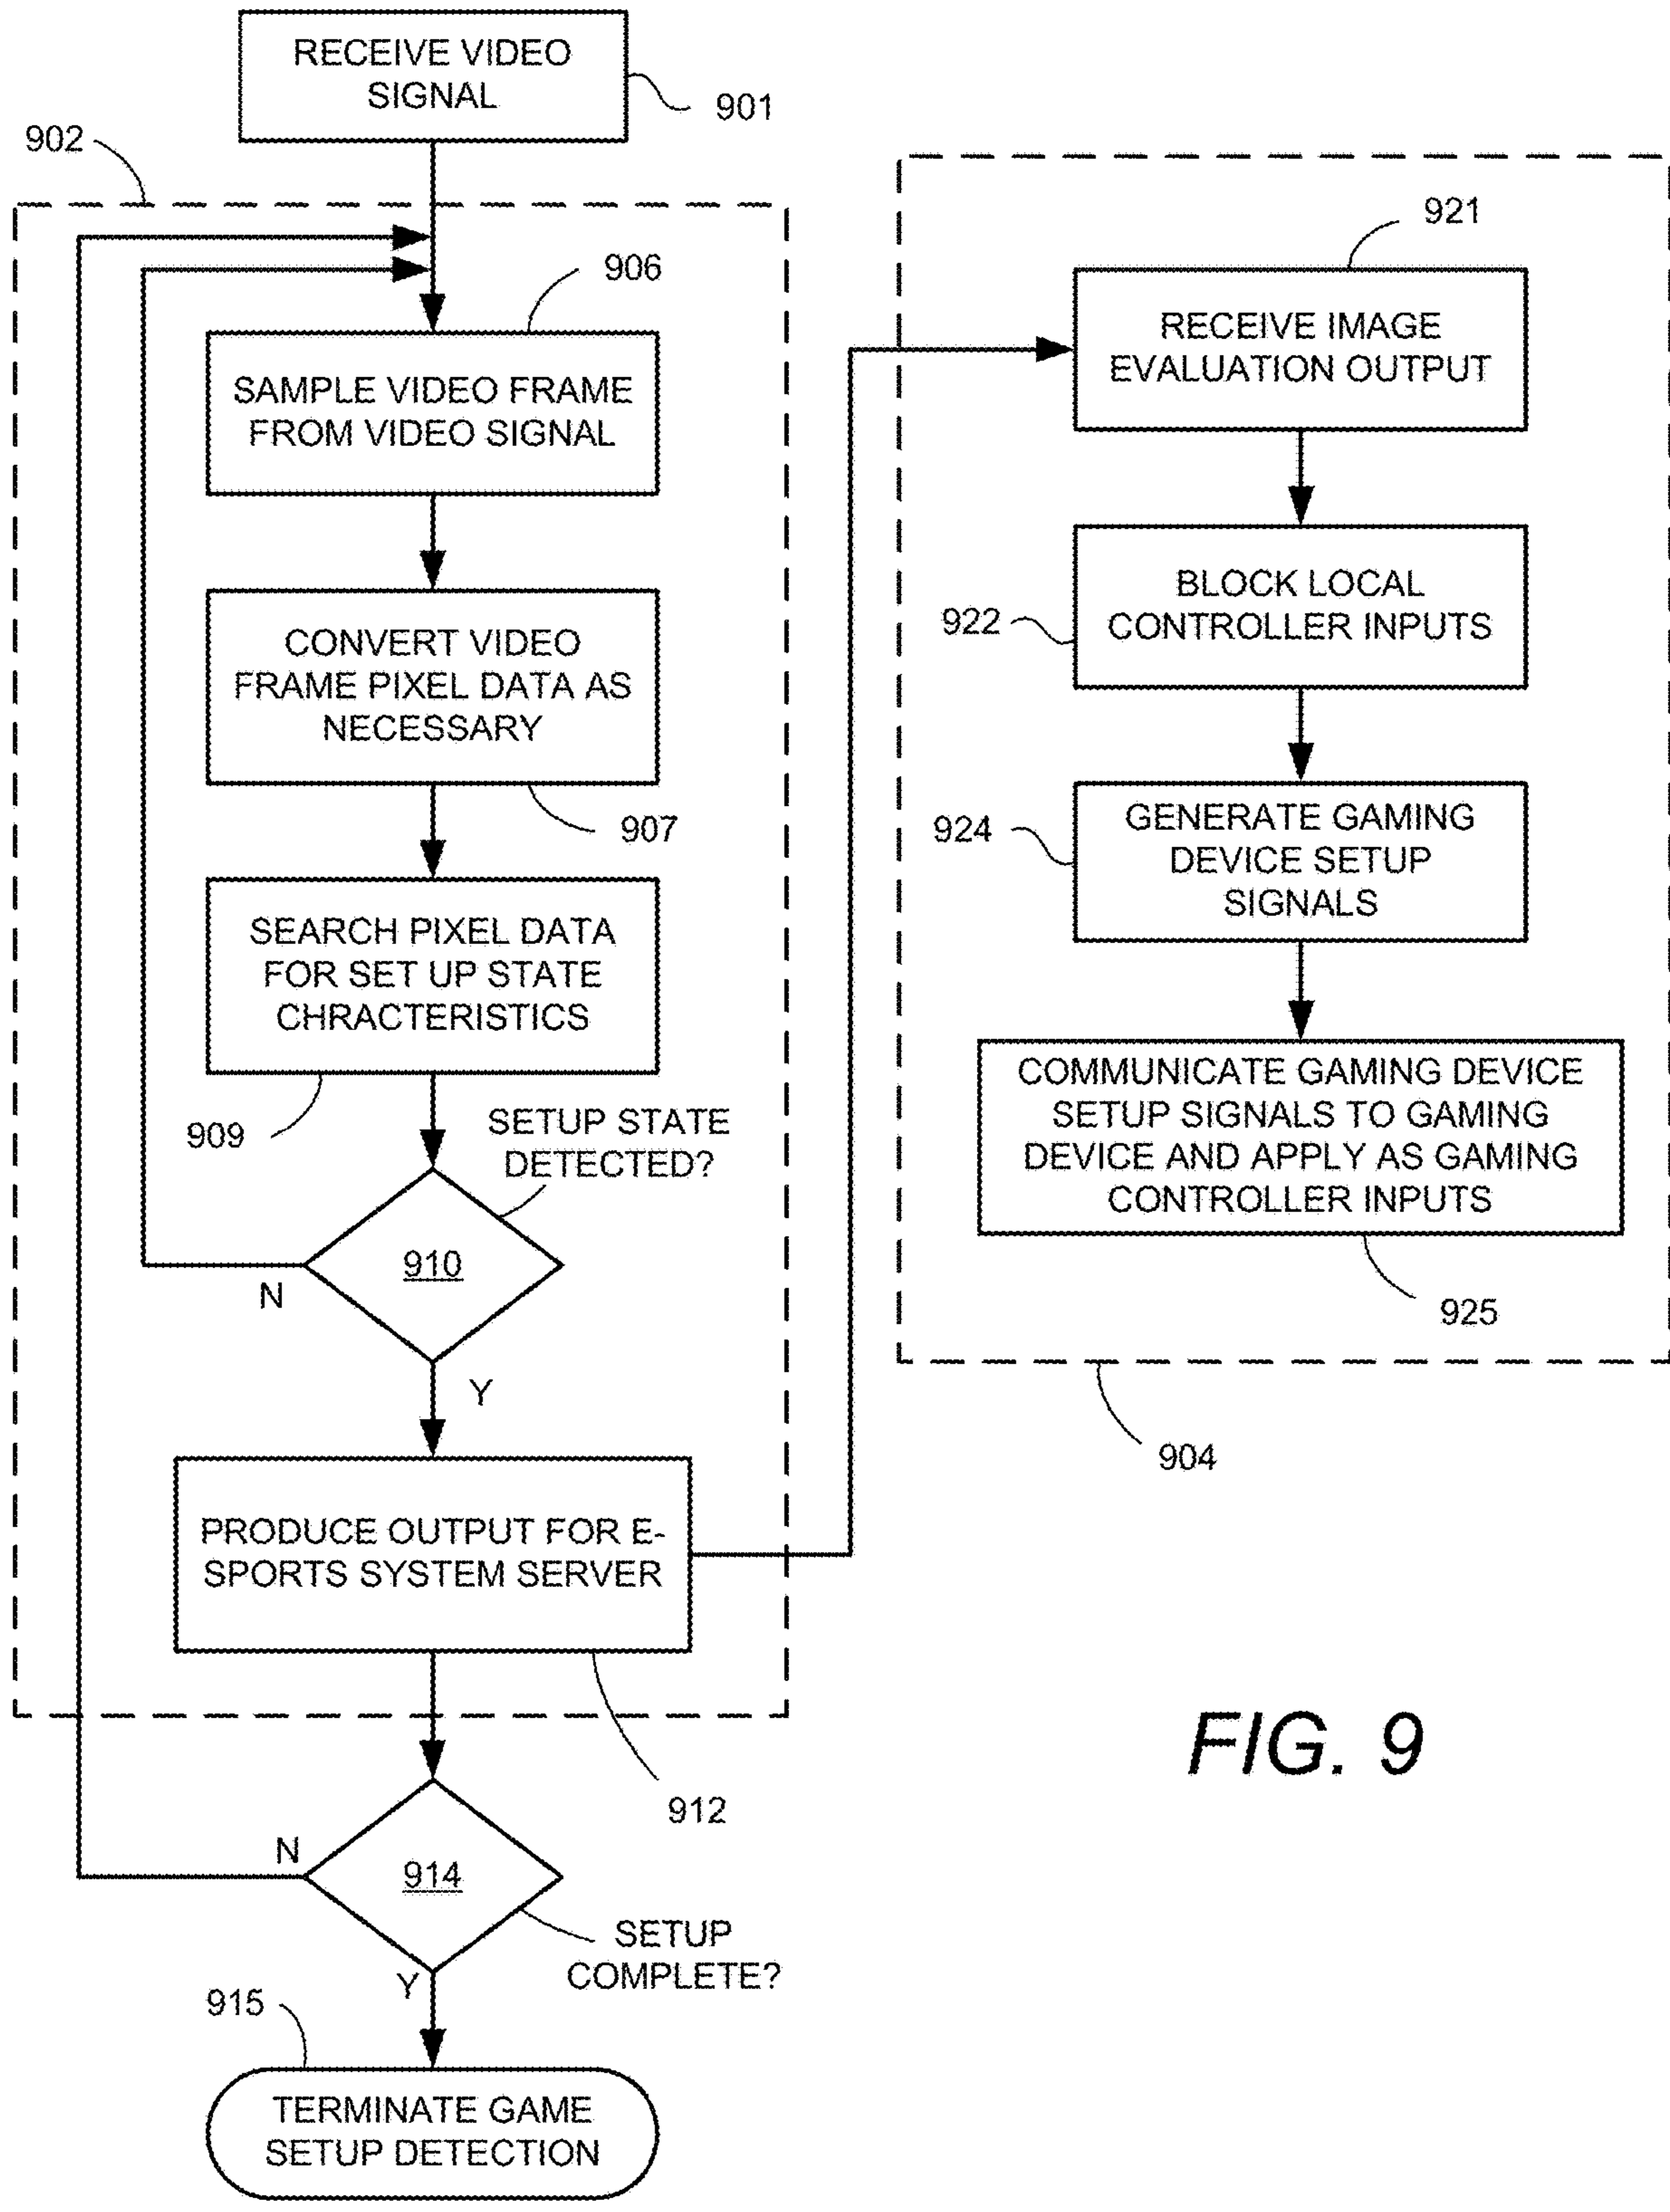 RECEIVE VIDEO
SIGNAL
901
902
906
SAMPLE VIDEO FRAME
FROM VIDEO SIGNAL
CONVERT VIDEO
FRAME PIXEL DATA AS
NECESSARY
907
SEARCH PIXEL DATA
FOR SET UP STATE
CHRACTERISTICS
909
SETUP STATE
DETECTED?
910
N
Y
PRODUCE OUTPUT FOR E-
SPORTS SYSTEM SERVER
912
N
914
SETUP
COMPLETE?
Y
915
TERMINATE GAME
SETUP DETECTION
921
RECEIVE IMAGE
EVALUATION OUTPUT
BLOCK LOCAL
CONTROLLER INPUTS
922
924
GENERATE GAMING
DEVICE SETUP
SIGNALS
COMMUNICATE GAMING DEVICE
SETUP SIGNALS TO GAMING
DEVICE AND APPLY AS GAMING
CONTROLLER INPUTS
925
904
FIG. 9